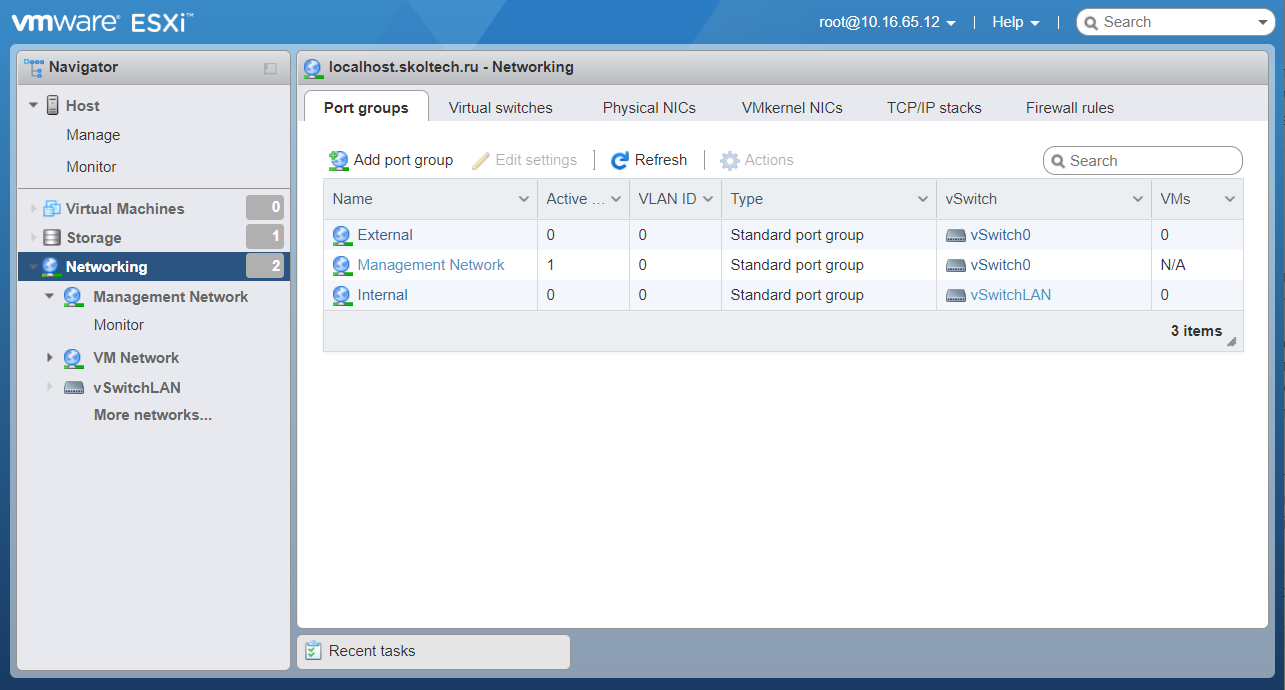 vmware® ESXi™
root@10.16.65.12 | Help | Search
Navigator
Host
Manage
Monitor
Virtual Machines 0
Storage 1
Networking 2
Management Network
Monitor
VM Network
vSwitchLAN
More networks...
localhost.skoltech.ru - Networking
Port groups Virtual switches Physical NICs VMkernel NICs TCP/IP stacks Firewall rules
Add port group Edit settings | Refresh | Actions Search
Name Active ... VLAN ID Type vSwitch VMs
External 0 0 Standard port group vSwitch0 0
Management Network 1 0 Standard port group vSwitch0 N/A
Internal 0 0 Standard port group vSwitchLAN 0
3 items
Recent tasks